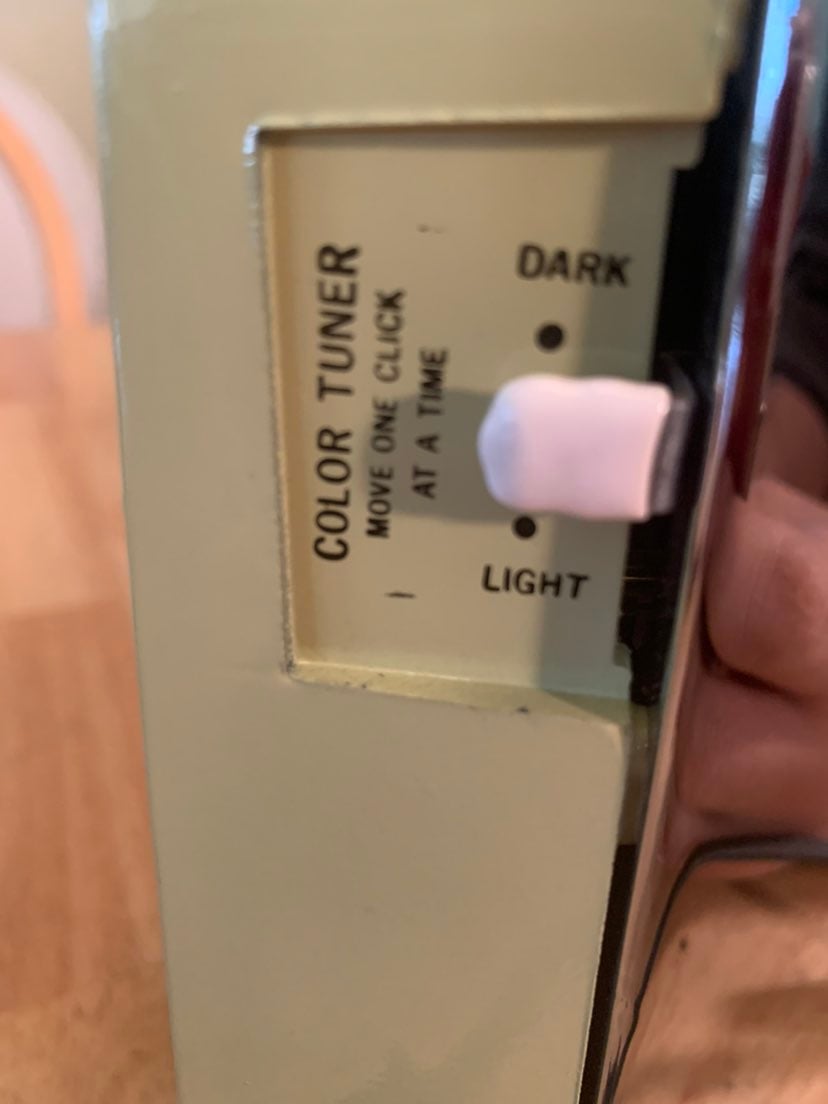 COLOR TUNER
MOVE ONE CLICK
AT A TIME
DARK
LIGHT